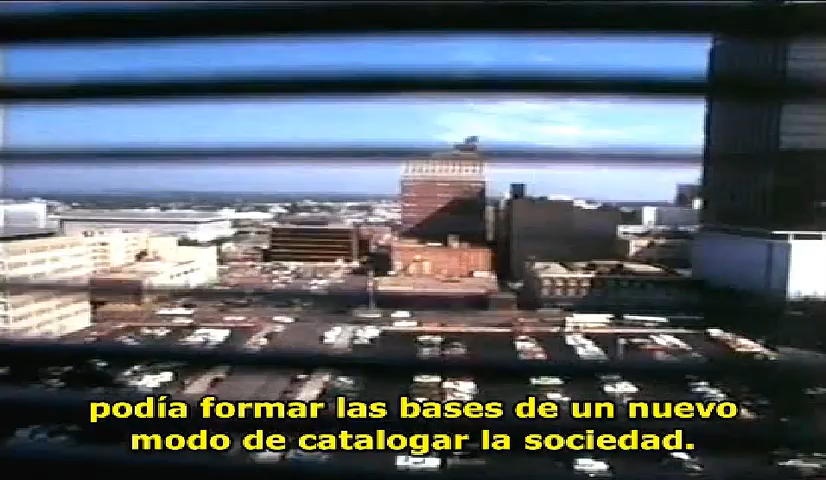 podía formar las bases de un nuevo
modo de catalogar la sociedad.